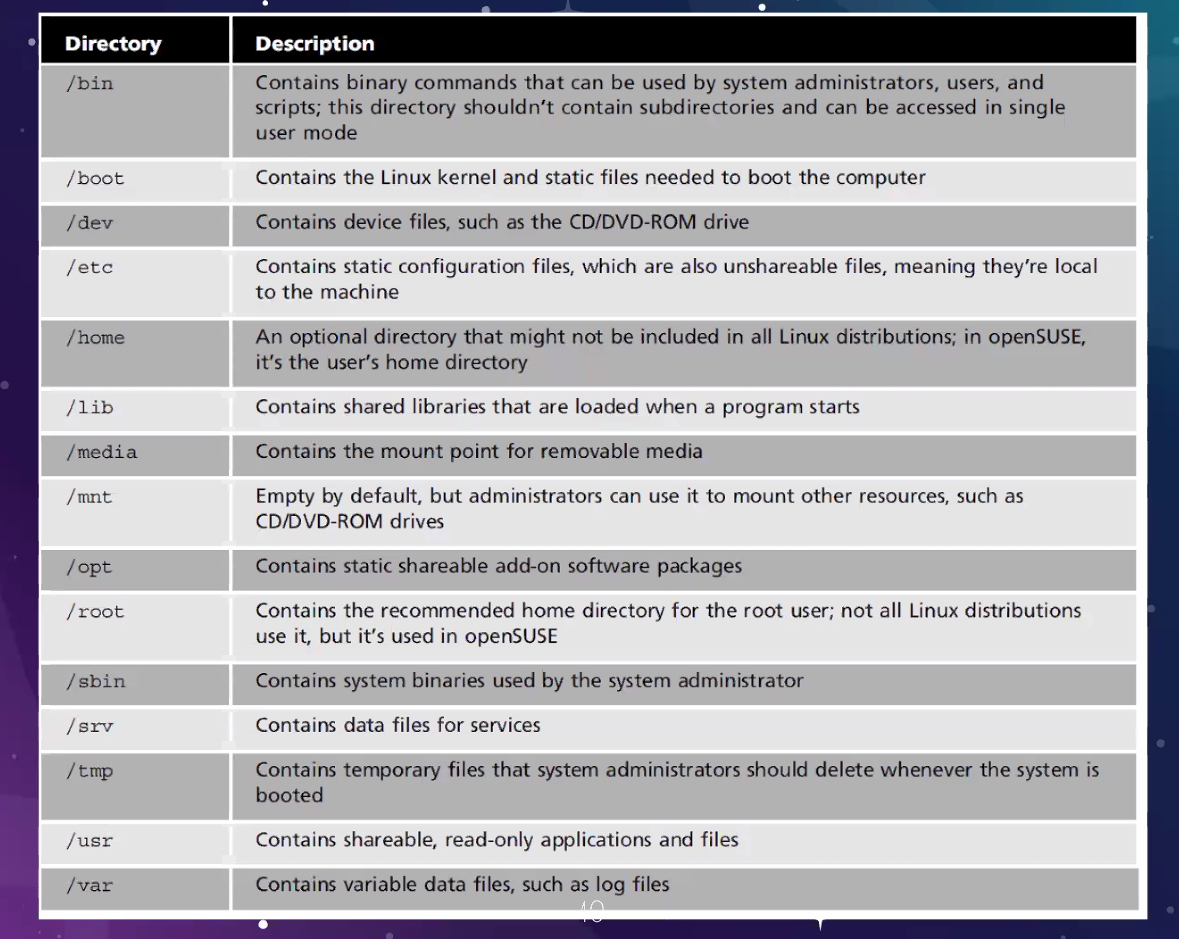 Directory Description
/bin Contains binary commands that can be used by system administrators, users, and
scripts; this directory shouldn't contain subdirectories and can be accessed in single
user mode
/boot Contains the Linux kernel and static files needed to boot the computer
/dev Contains device files, such as the CD/DVD-ROM drive
/etc Contains static configuration files, which are also unshareable files, meaning they're local
to the machine
/home An optional directory that might not be included in all Linux distributions; in openSUSE,
it's the user's home directory
/lib Contains shared libraries that are loaded when a program starts
/media Contains the mount point for removable media
/mnt Empty by default, but administrators can use it to mount other resources, such as
CD/DVD-ROM drives
/opt Contains static shareable add-on software packages
/root Contains the recommended home directory for the root user; not all Linux distributions
use it, but it's used in openSUSE
/sbin Contains system binaries used by the system administrator
/srv Contains data files for services
/tmp Contains temporary files that system administrators should delete whenever the system is
booted
/usr Contains shareable, read-only applications and files
/var Contains variable data files, such as log files